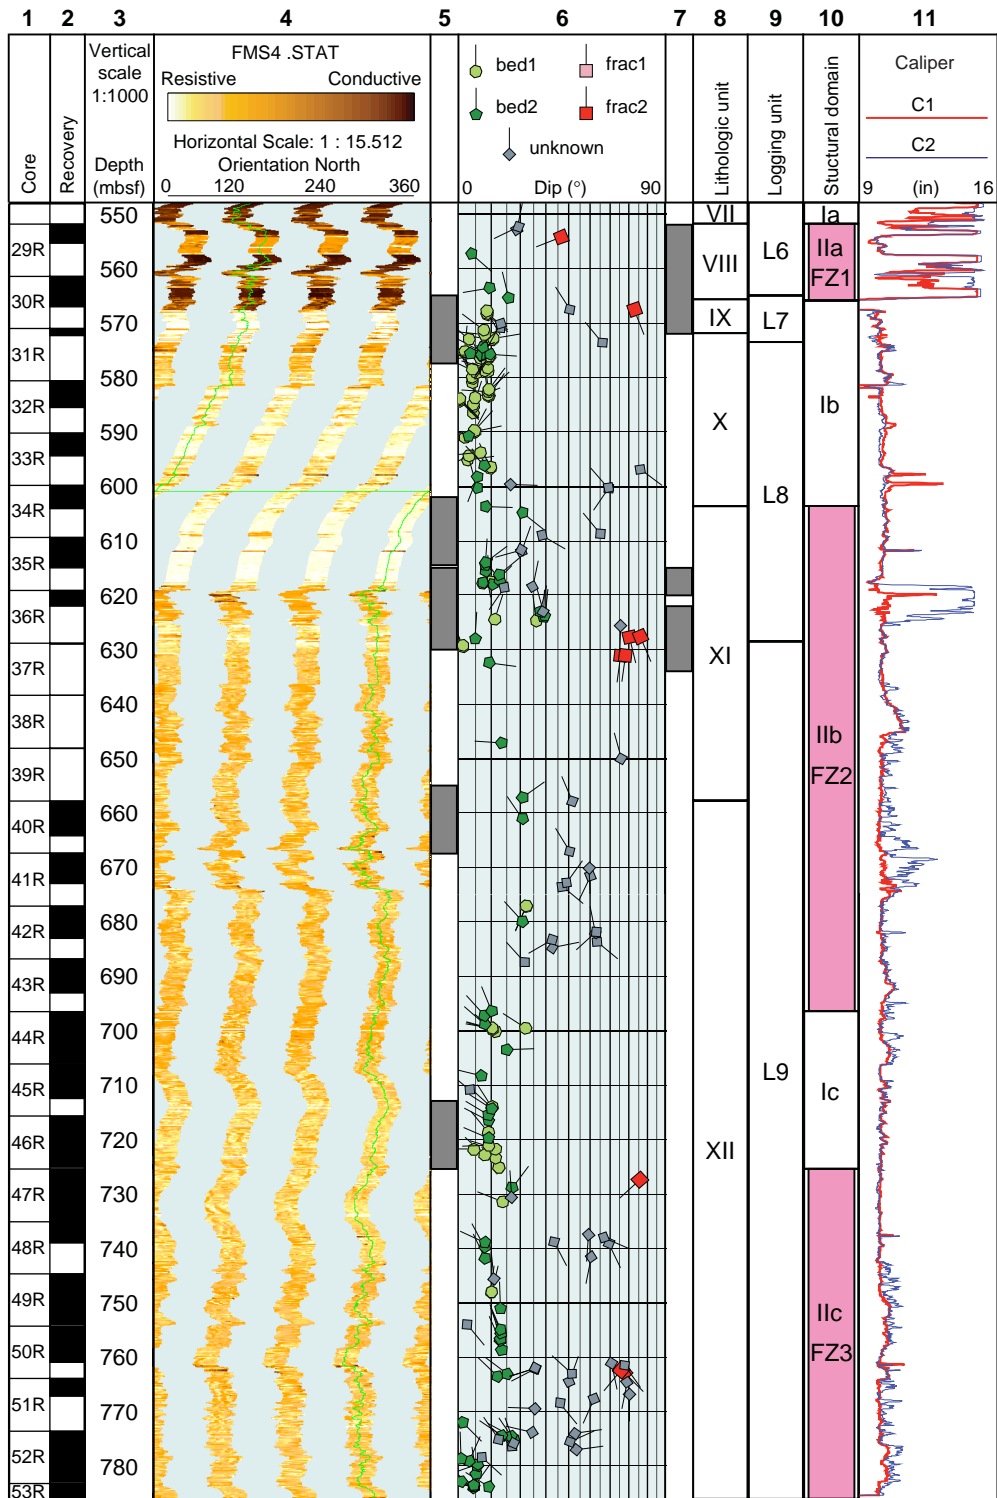 1 2 3 4 5 6 7 8 9 10 11
Core
Recovery
Vertical
scale
1:1000
Depth
(mbsf)
FMS4 .STAT
Resistive Conductive
Horizontal Scale: 1 : 15.512
Orientation North
0 120 240 360
bed1 frac1
bed2 frac2
unknown
0 Dip (°) 90
Lithologic unit
Logging unit
Stuctural domain
Caliper
C1
C2
9 (in) 16
29R
30R
31R
32R
33R
34R
35R
36R
37R
38R
39R
40R
41R
42R
43R
44R
45R
46R
47R
48R
49R
50R
51R
52R
53R
550
560
570
580
590
600
610
620
630
640
650
660
670
680
690
700
710
720
730
740
750
760
770
780
VII
VIII
IX
X
XI
XII
L6
L7
L8
L9
Ia
IIa
FZ1
Ib
IIb
FZ2
Ic
IIc
FZ3